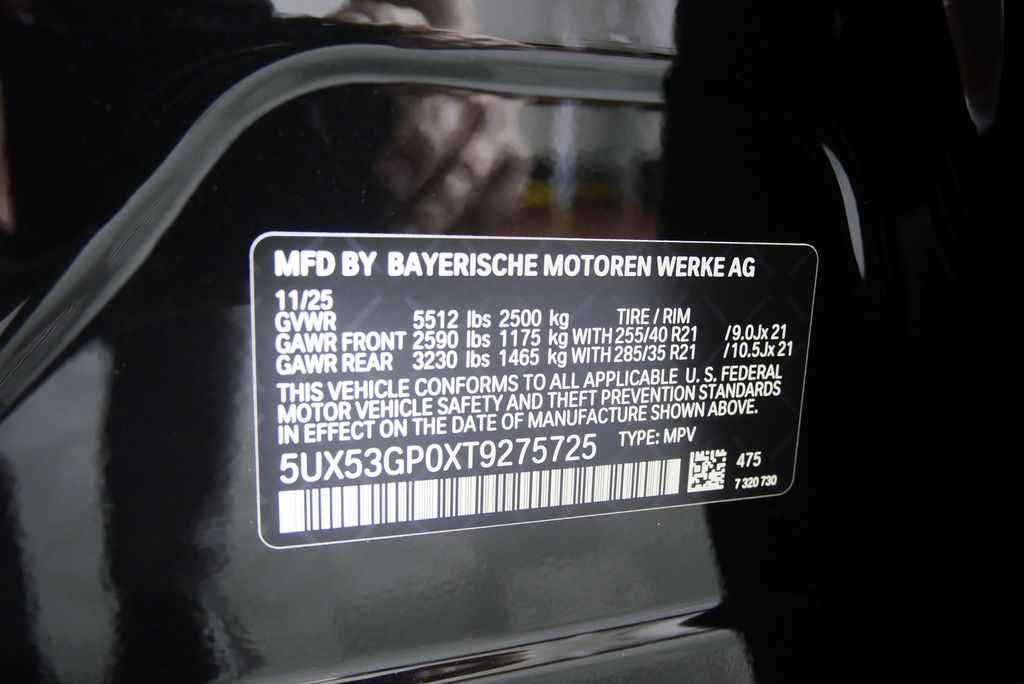 MFD BY BAYERISCHE MOTOREN WERKE AG
11/25
GVWR 5512 lbs 2500 kg TIRE / RIM
GAWR FRONT 2590 lbs 1175 kg WITH 255/40 R21 /9.0Jx 21
GAWR REAR 3230 lbs 1465 kg WITH 285/35 R21 /10.5Jx 21
THIS VEHICLE CONFORMS TO ALL APPLICABLE U. S. FEDERAL
MOTOR VEHICLE SAFETY AND THEFT PREVENTION STANDARDS
IN EFFECT ON THE DATE OF MANUFACTURE SHOWN ABOVE.
5UX53GP0XT9275725 TYPE: MPV
475
7 320 730